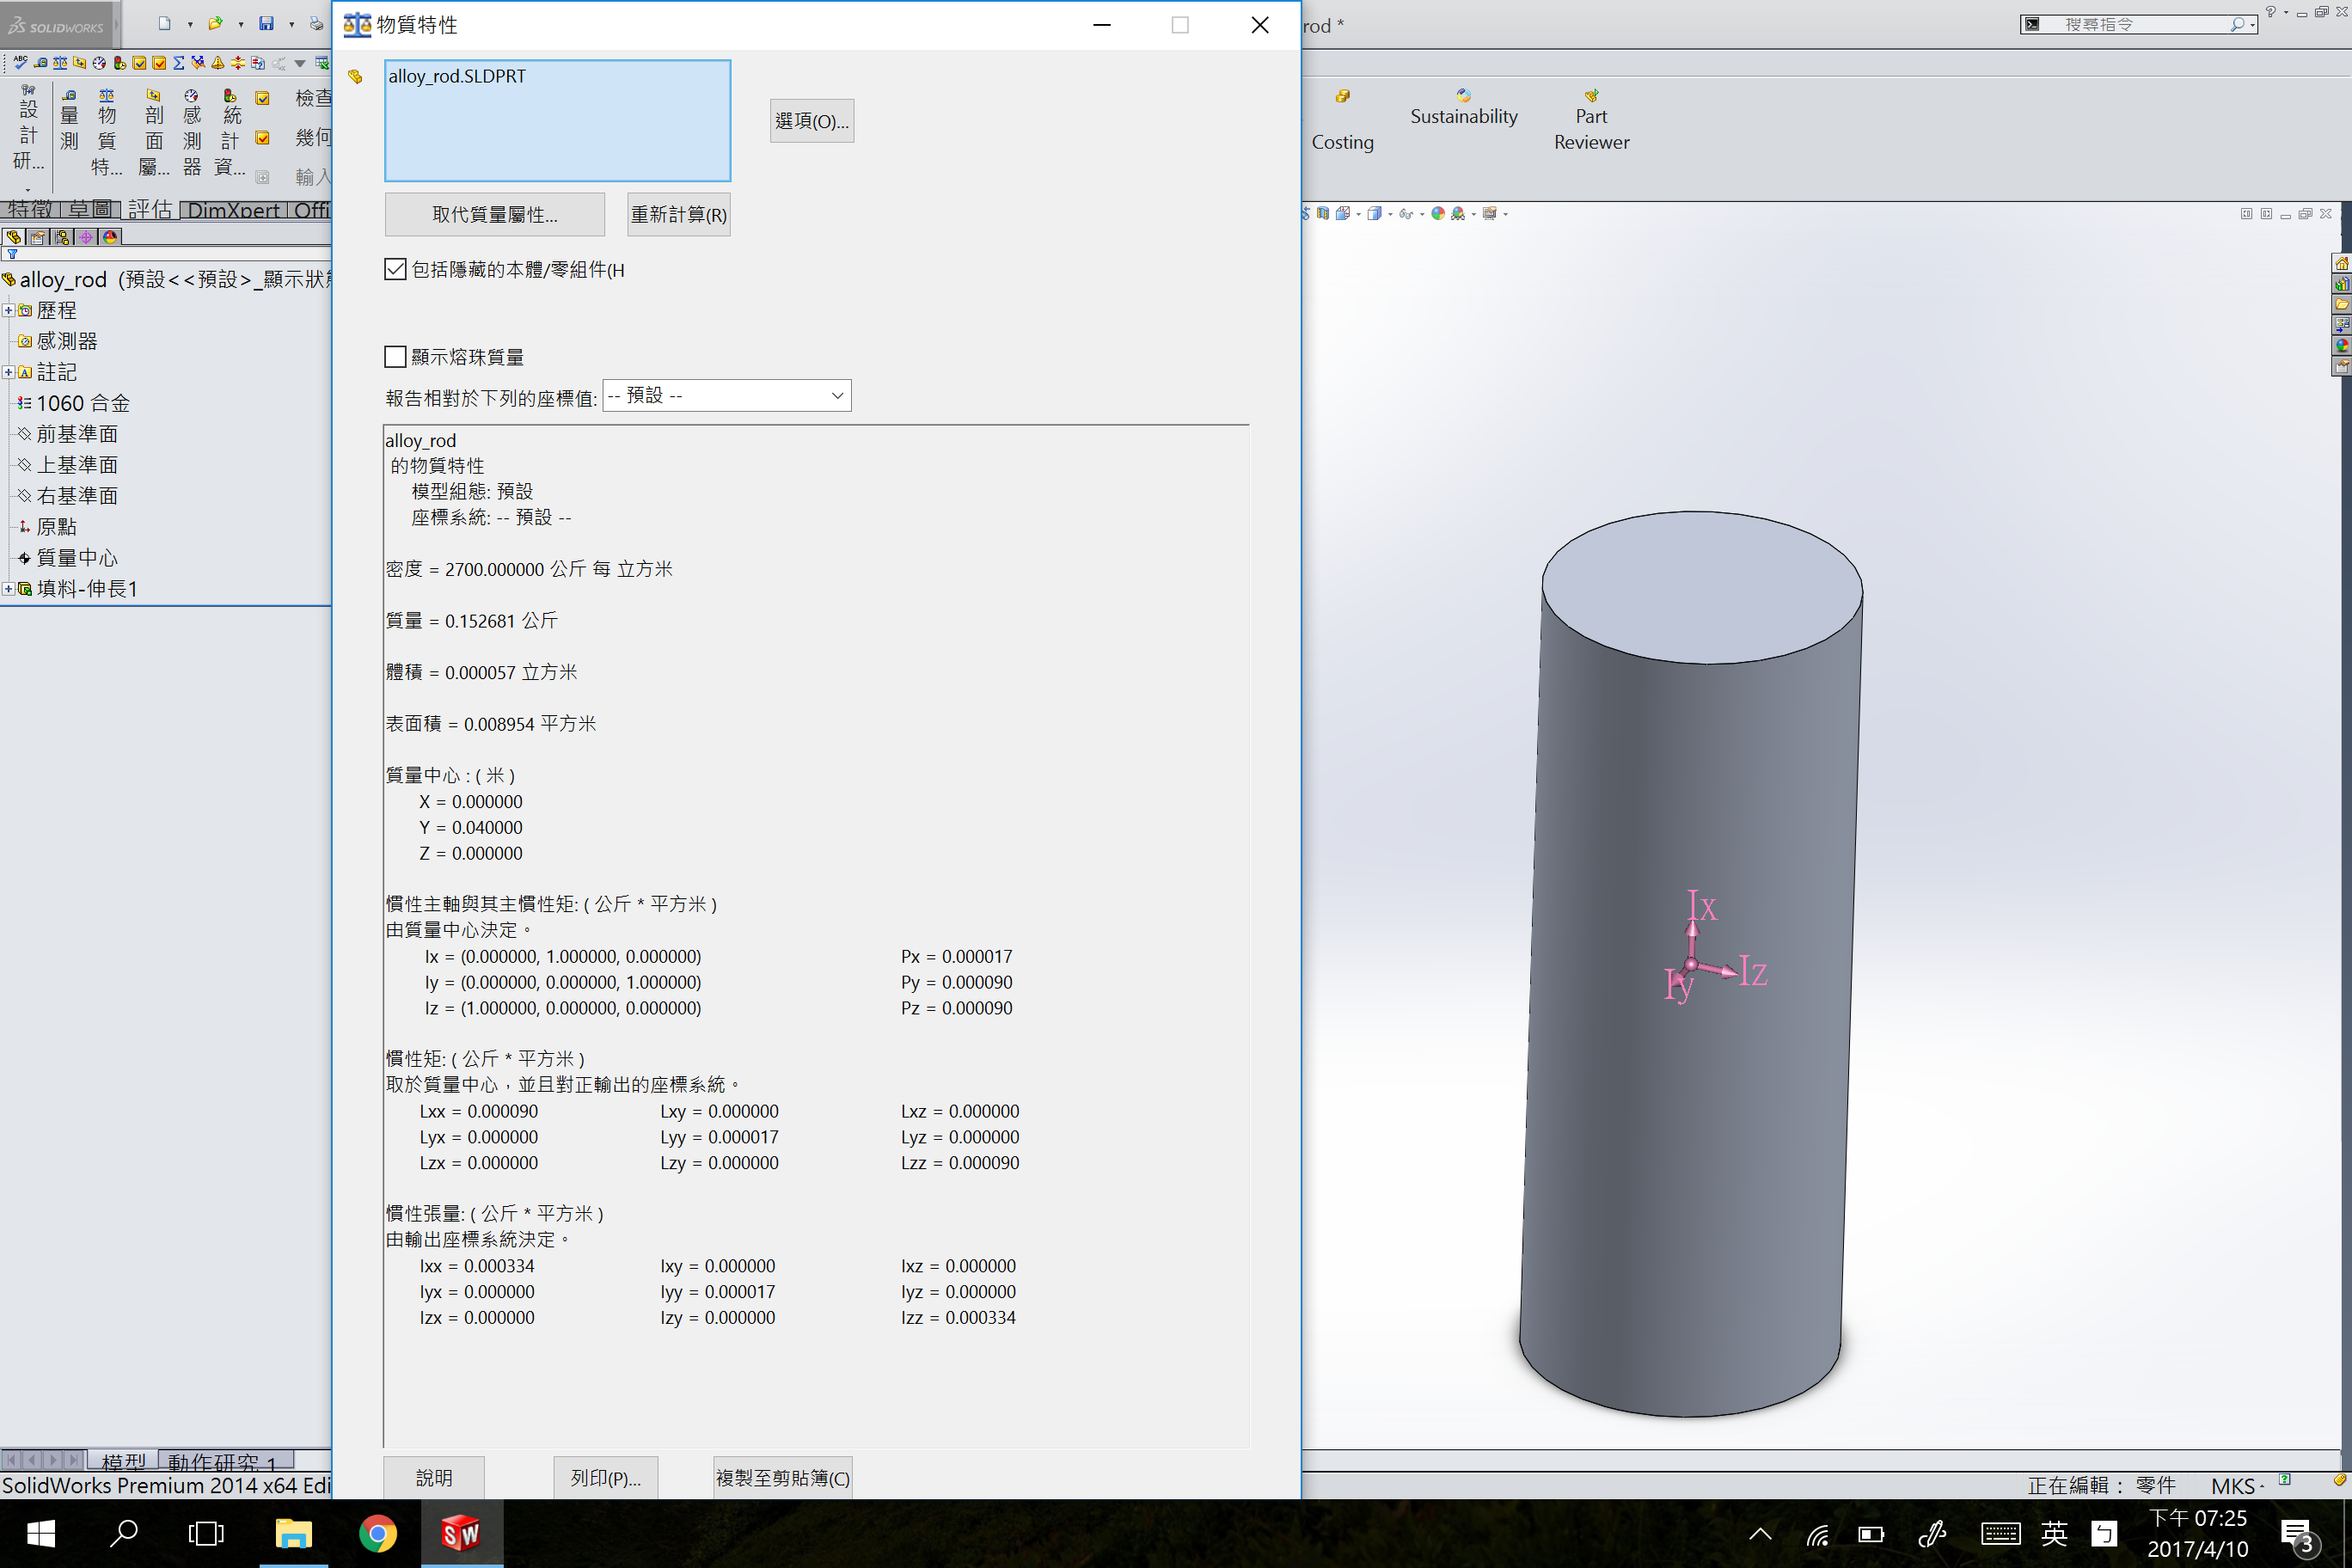 SOLIDWORKS
物質特性
rod *
搜尋指令
alloy_rod.SLDPRT
選項(O)...
取代質量屬性...
重新計算(R)
包括隱藏的本體/零組件(H
顯示熔珠質量
報告相對於下列的座標值:
-- 預設 --
設計研...
量測
物質特...
剖面屬...
感測器
統計資...
檢查
幾何
輸入
Costing
Sustainability
Part Reviewer
特徵
草圖
評估
DimXpert
Offi
alloy_rod (預設<<預設>_顯示狀
歷程
感測器
註記
1060 合金
前基準面
上基準面
右基準面
原點
質量中心
填料-伸長1
alloy_rod
的物質特性
模型組態: 預設
座標系統: -- 預設 --
密度 = 2700.000000 公斤 每 立方米
質量 = 0.152681 公斤
體積 = 0.000057 立方米
表面積 = 0.008954 平方米
質量中心 : ( 米 )
X = 0.000000
Y = 0.040000
Z = 0.000000
慣性主軸與其主慣性矩: ( 公斤 * 平方米 )
由質量中心決定。
Ix = (0.000000, 1.000000, 0.000000) Px = 0.000017
Iy = (0.000000, 0.000000, 1.000000) Py = 0.000090
Iz = (1.000000, 0.000000, 0.000000) Pz = 0.000090
慣性矩: ( 公斤 * 平方米 )
取於質量中心，並且對正輸出的座標系統。
Lxx = 0.000090 Lxy = 0.000000 Lxz = 0.000000
Lyx = 0.000000 Lyy = 0.000017 Lyz = 0.000000
Lzx = 0.000000 Lzy = 0.000000 Lzz = 0.000090
慣性張量: ( 公斤 * 平方米 )
由輸出座標系統決定。
Ixx = 0.000334 Ixy = 0.000000 Ixz = 0.000000
Iyx = 0.000000 Iyy = 0.000017 Iyz = 0.000000
Izx = 0.000000 Izy = 0.000000 Izz = 0.000334
Ix
Iy
Iz
說明
列印(P)...
複製至剪貼簿(C)
模型
動作研究 1
SolidWorks Premium 2014 x64 Edi
正在編輯： 零件
MKS
英
ㄅ
下午 07:25
2017/4/10
3